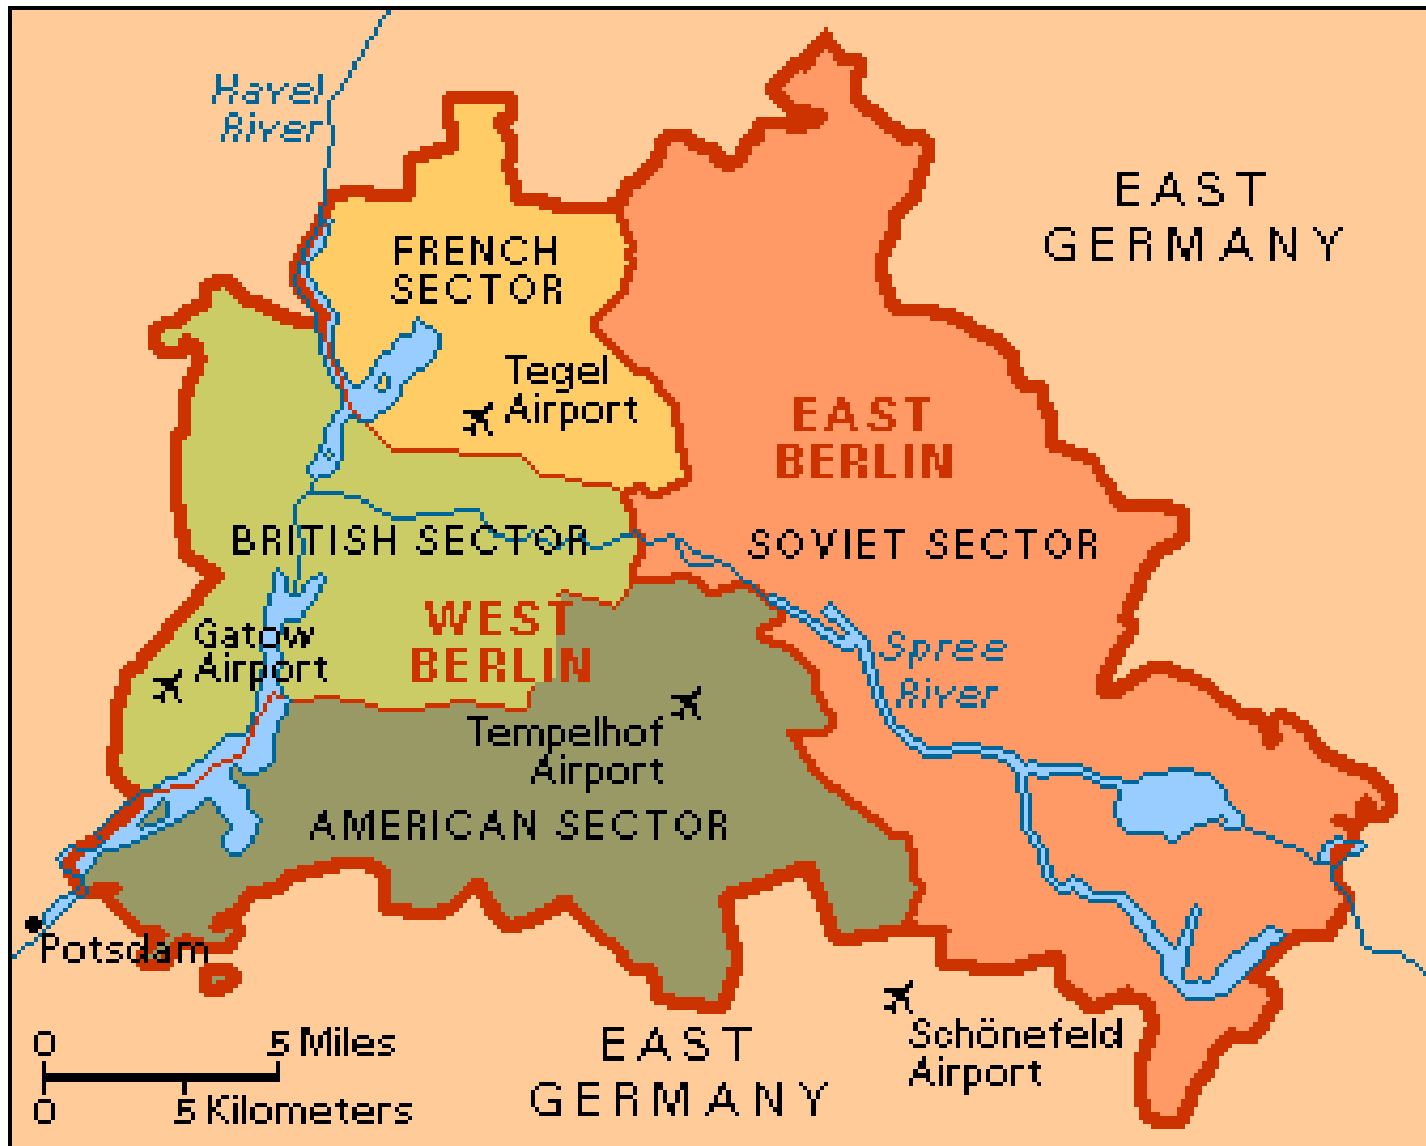 Havel
River
EAST
GERMANY
FRENCH
SECTOR
Tegel
Airport
EAST
BERLIN
BRITISH SECTOR
SOVIET SECTOR
WEST
BERLIN
Gatow
Airport
Spree
River
Tempelhof
Airport
AMERICAN SECTOR
Potsdam
Schönefeld
Airport
EAST
GERMANY
0 5 Miles
0 5 Kilometers